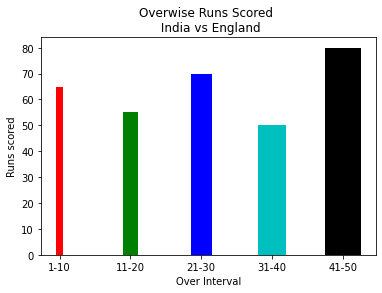 Overwise Runs Scored
India vs England
Runs scored
80
70
60
50
40
30
20
10
0
1-10 11-20 21-30 31-40 41-50
Over Interval